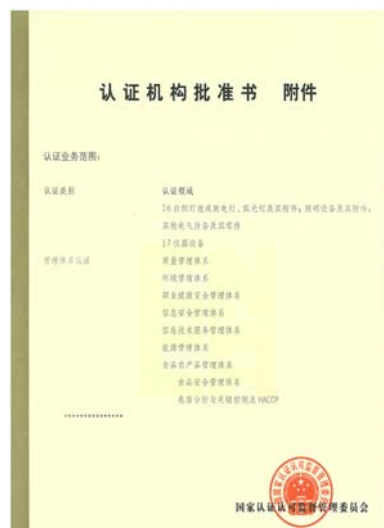 认证机构批准书 附件
认证业务范围：
认证类别 认证领域
16 白炽灯泡或放电灯、弧光灯及其附件；照明设备及其附件；
其他电气设备及其零件
17 仪器设备
管理体系认证 质量管理体系
环境管理体系
职业健康安全管理体系
信息安全管理体系
信息技术服务管理体系
能源管理体系
食品农产品管理体系
食品安全管理体系
危害分析与关键控制点 HACCP
***************
国家认证认可监督管理委员会